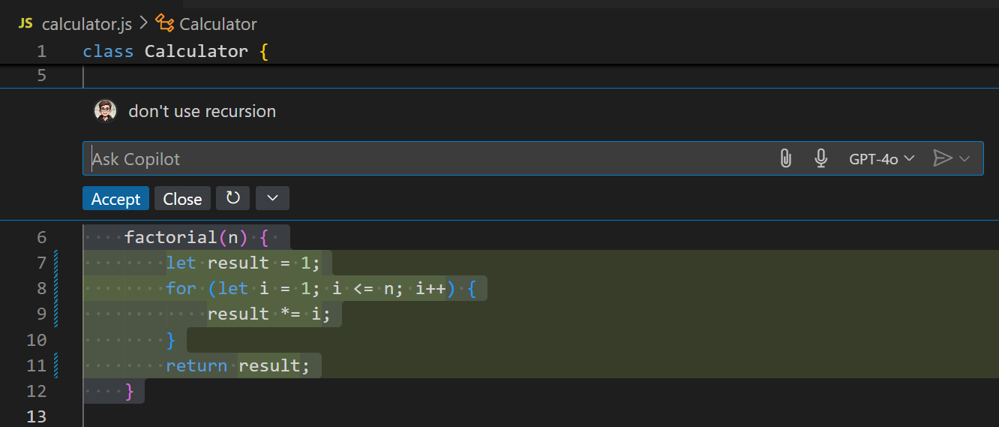 JS calculator.js > Calculator
1 class Calculator {
5
don't use recursion
Ask Copilot GPT-4o
Accept Close
6 factorial(n) {
7 let result = 1;
8 for (let i = 1; i <= n; i++) {
9 result *= i;
10 }
11 return result;
12 }
13